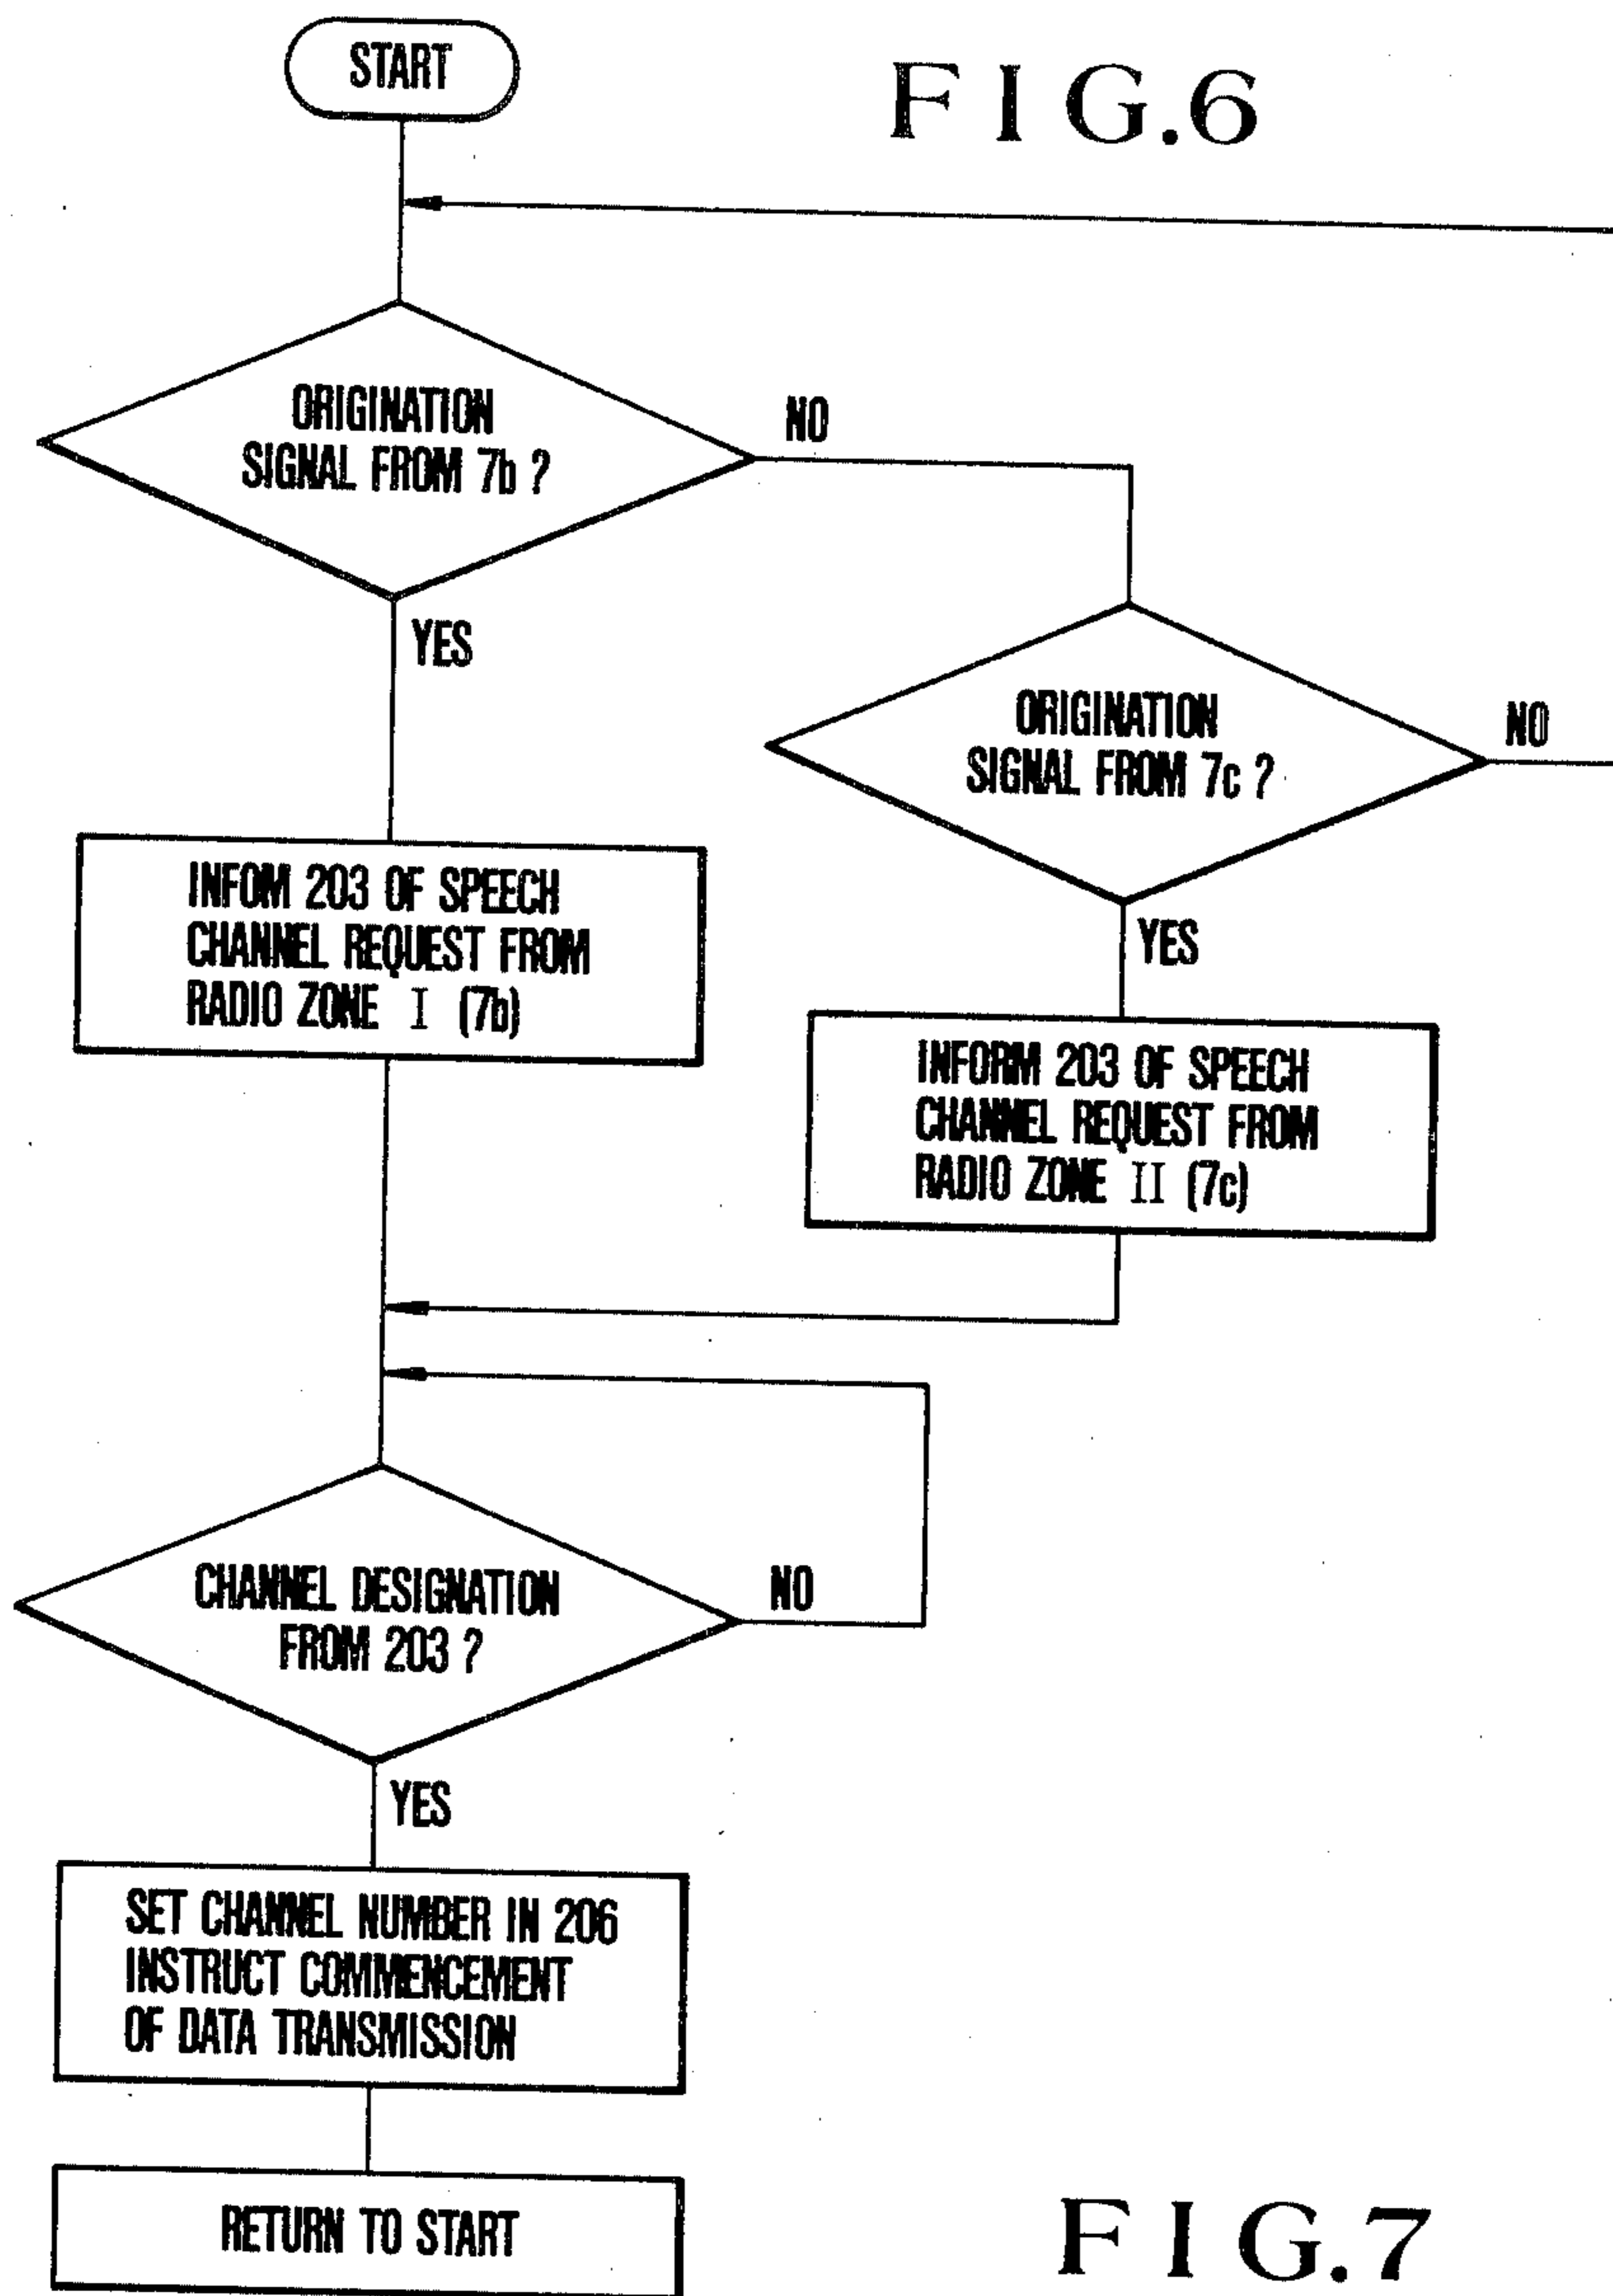 START
FIG.6
ORIGINATION
SIGNAL FROM 7b ?
NO
YES
ORIGINATION
SIGNAL FROM 7c ?
NO
YES
INFOM 203 OF SPEECH
CHANNEL REQUEST FROM
RADIO ZONE I (7b)
INFORM 203 OF SPEECH
CHANNEL REQUEST FROM
RADIO ZONE II (7c)
CHANNEL DESIGNATION
FROM 203 ?
NO
YES
SET CHANNEL NUMBER IN 206
INSTRUCT COMMENCEMENT
OF DATA TRANSMISSION
RETURN TO START
FIG.7